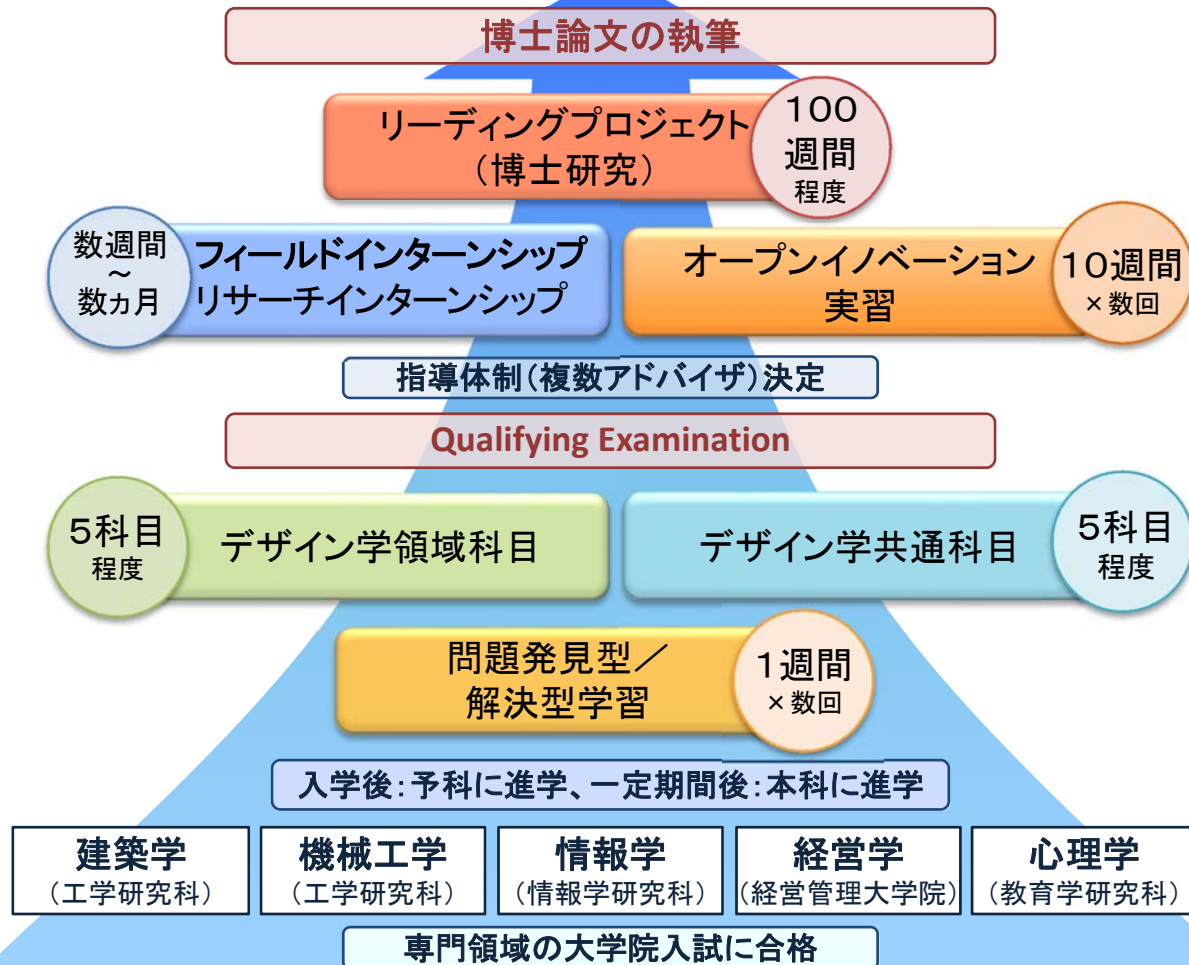 博士論文の執筆
リーディングプロジェクト
(博士研究)
100
週間
程度
数週間
~
数ヵ月
フィールドインターンシップ
リサーチインターンシップ
オープンイノベーション
実習
10週間
×数回
指導体制(複数アドバイザ)決定
Qualifying Examination
5科目
程度
デザイン学領域科目
デザイン学共通科目
5科目
程度
問題発見型/
解決型学習
1週間
×数回
入学後:予科に進学、一定期間後:本科に進学
建築学
(工学研究科)
機械工学
(工学研究科)
情報学
(情報学研究科)
経営学
(経営管理大学院)
心理学
(教育学研究科)
専門領域の大学院入試に合格